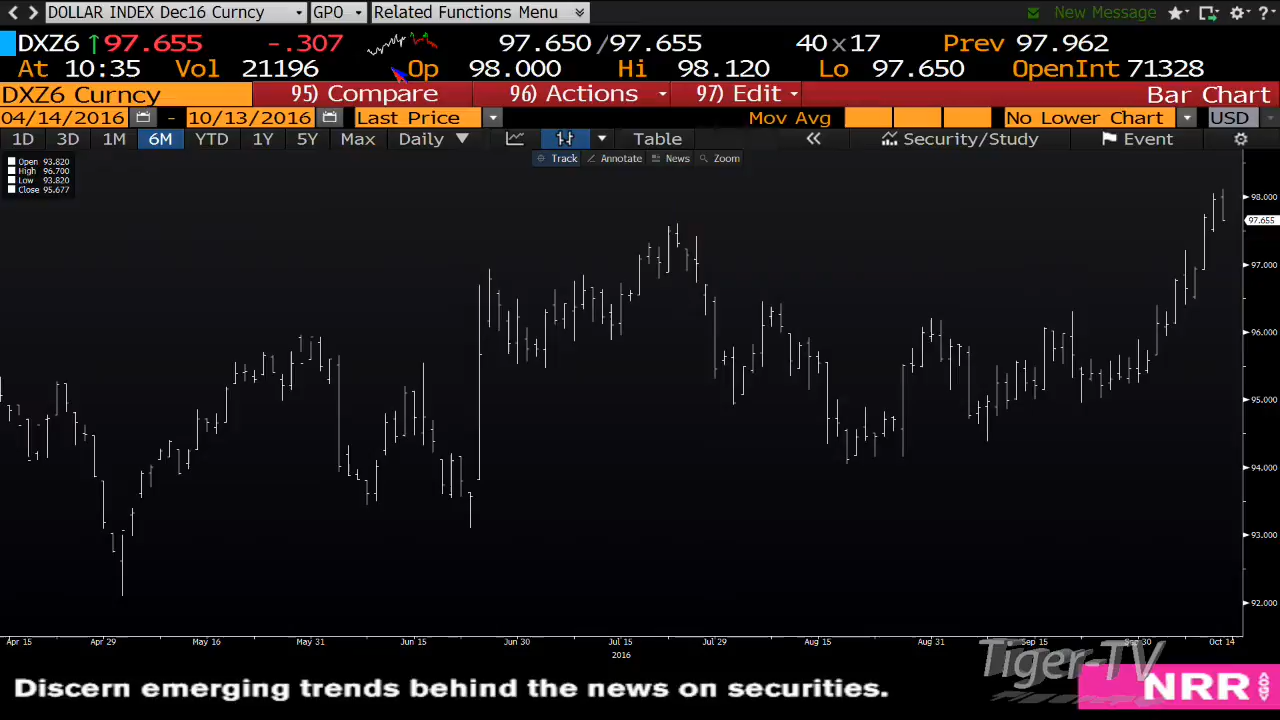 DOLLAR INDEX Dec16 Curncy GPO Related Functions Menu New Message
DXZ6 ↑97.655 -.307 97.650/97.655 40x17 Prev 97.962
At 10:35 Vol 21196 Op 98.000 Hi 98.120 Lo 97.650 OpenInt 71328
DXZ6 Curncy 95) Compare 96) Actions 97) Edit Bar Chart
04/14/2016 - 10/13/2016 Last Price Mov Avg No Lower Chart USD
1D 3D 1M 6M YTD 1Y 5Y Max Daily Table Security/Study Event
Track Annotate News Zoom
Open 93.820
High 96.700
Low 93.820
Close 95.677
98.000
97.655
97.000
96.000
95.000
94.000
93.000
92.000
Apr 15 Apr 29 May 16 May 31 Jun 15 Jun 30 Jul 15 Jul 29 Aug 15 Aug 31 Sep 15 Sep 30 Oct 14
2016
Tiger-TV
Discern emerging trends behind the news on securities.
NRR